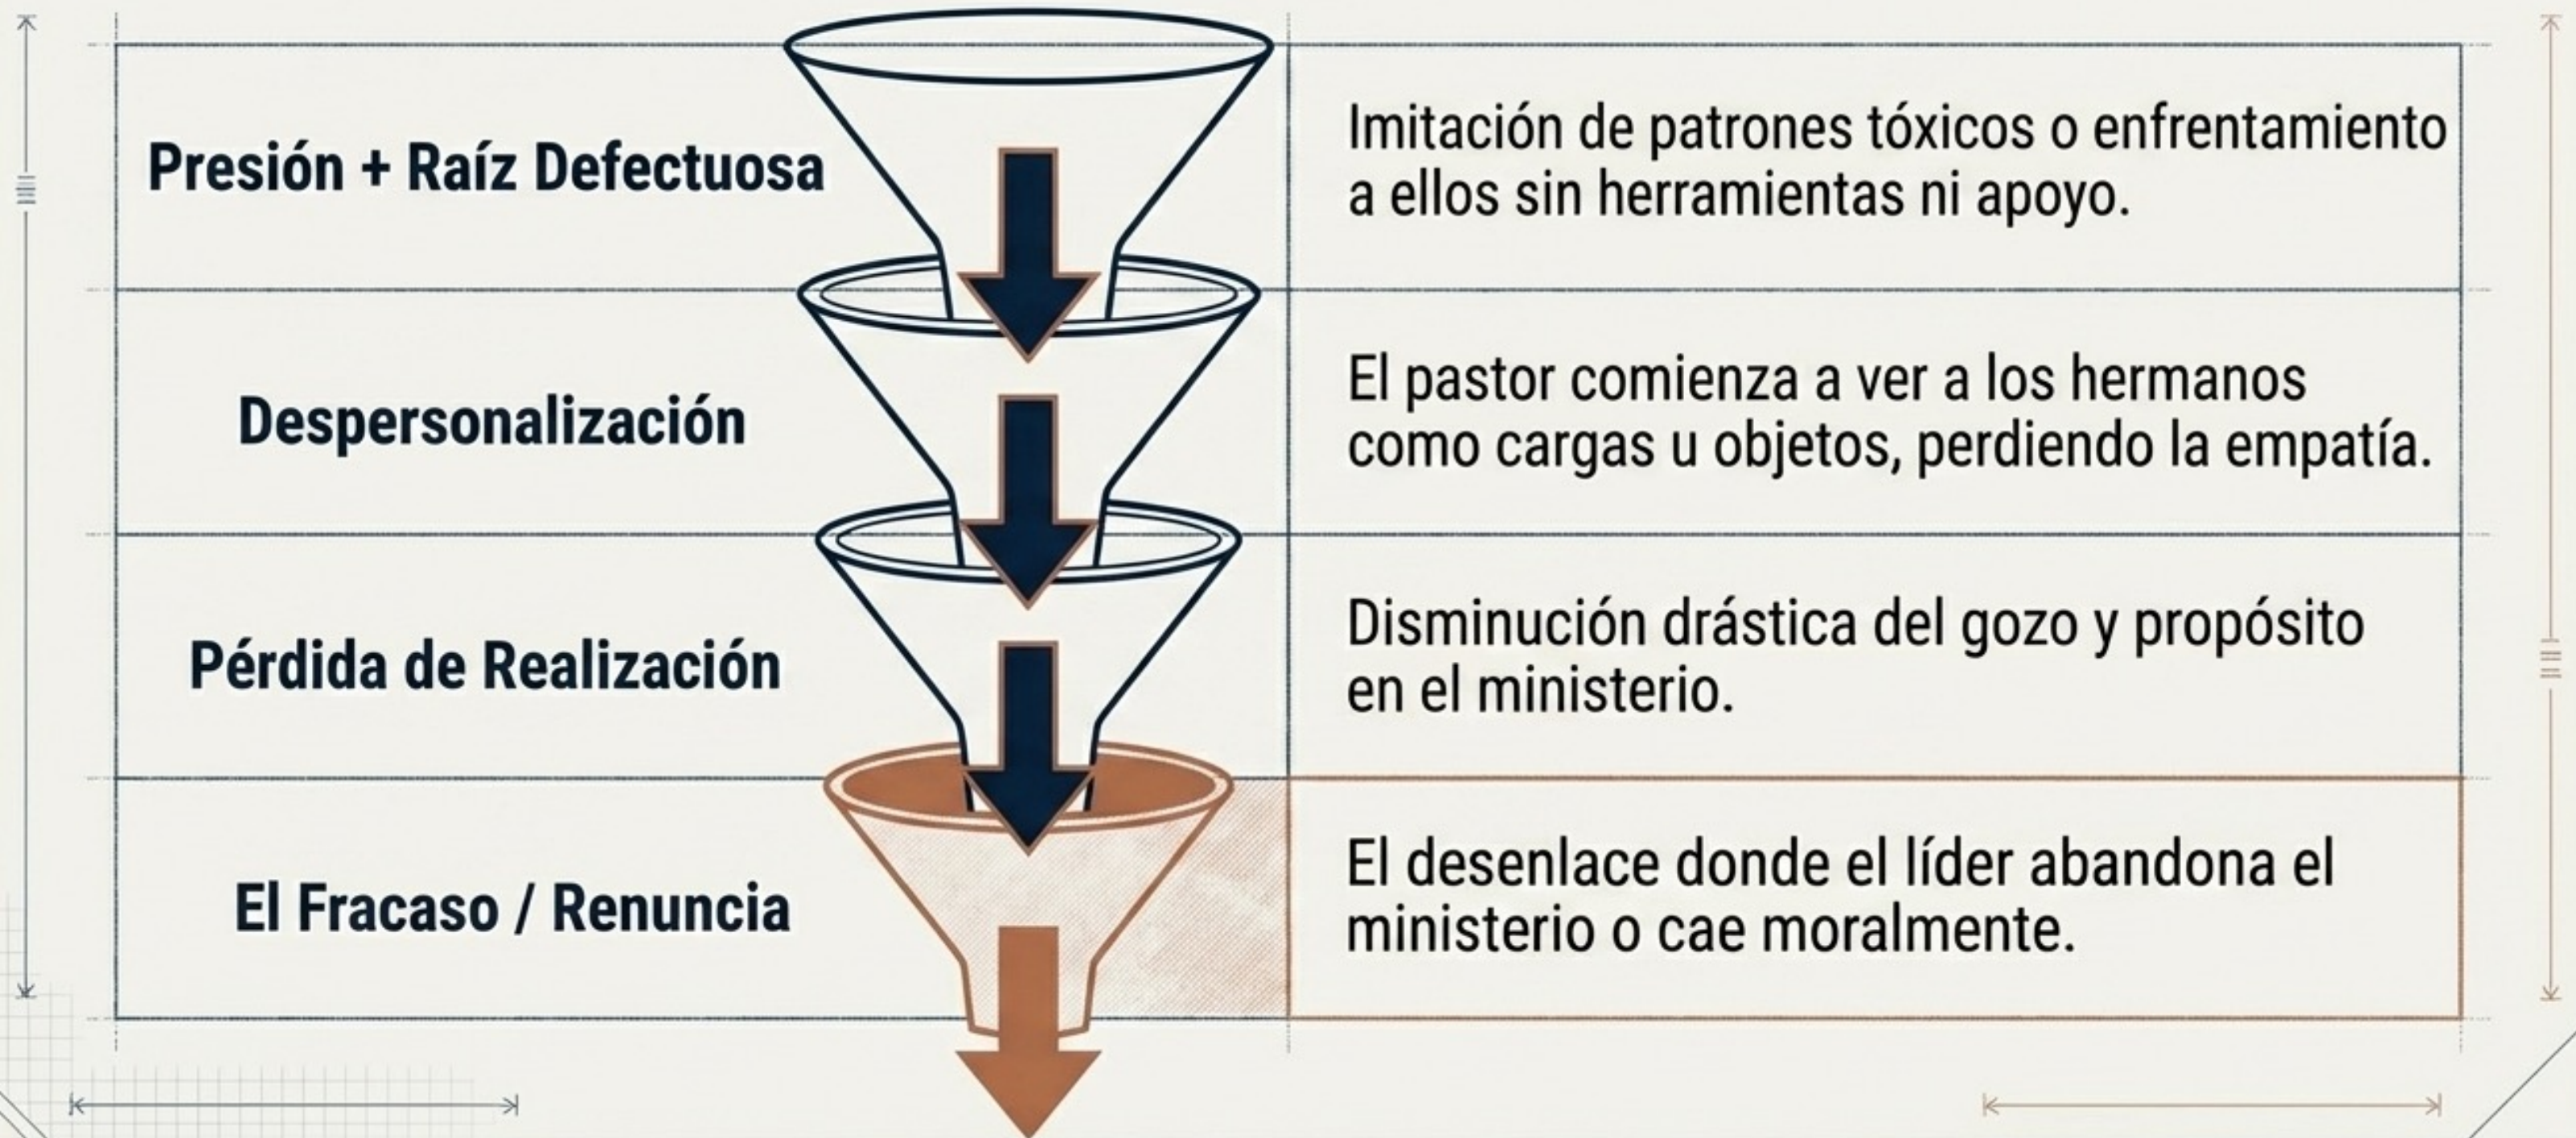 Presión + Raíz Defectuosa
Imitación de patrones tóxicos o enfrentamiento
a ellos sin herramientas ni apoyo.
Despersonalización
El pastor comienza a ver a los hermanos
como cargas u objetos, perdiendo la empatía.
Pérdida de Realización
Disminución drástica del gozo y propósito
en el ministerio.
El Fracaso / Renuncia
El desenlace donde el líder abandona el
ministerio o cae moralmente.